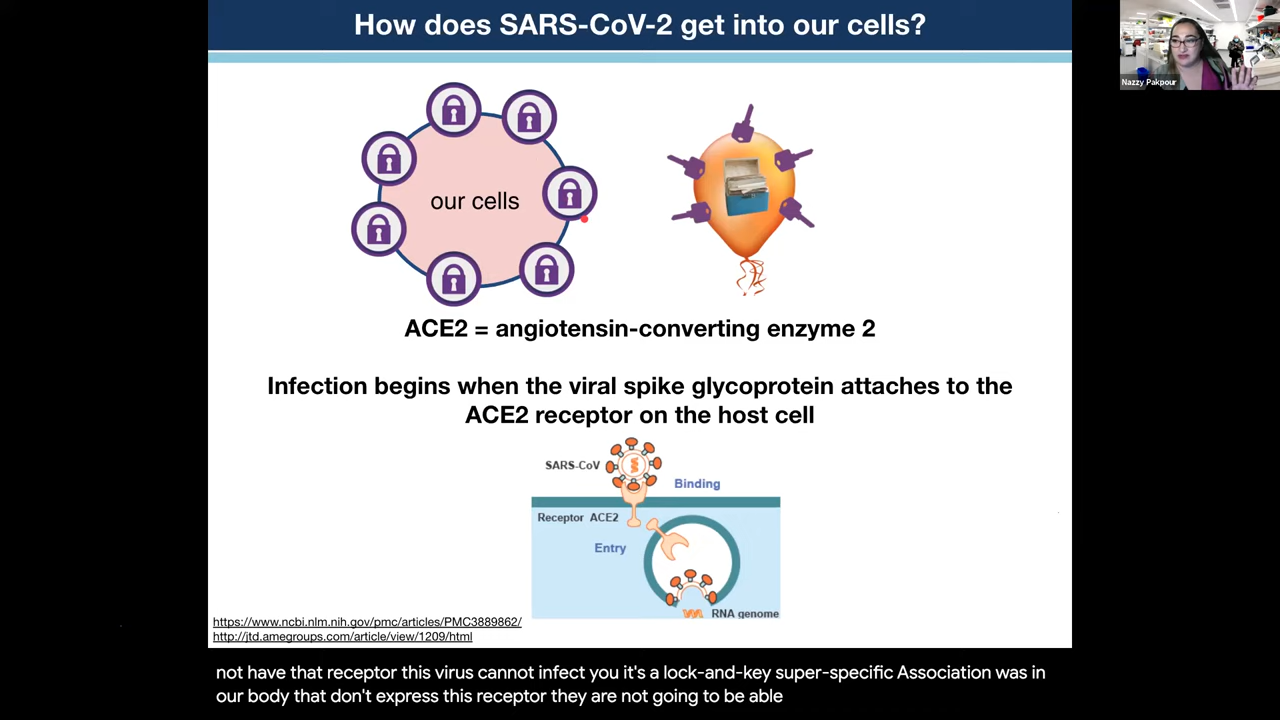 How does SARS-CoV-2 get into our cells?
Nazzy Pakpour
our cells
ACE2 = angiotensin-converting enzyme 2
Infection begins when the viral spike glycoprotein attaches to the
ACE2 receptor on the host cell
SARS-CoV
Binding
Receptor ACE2
Entry
RNA genome
https://www.ncbi.nlm.nih.gov/pmc/articles/PMC3889862/
http://jtd.amegroups.com/article/view/1209/html
not have that receptor this virus cannot infect you it's a lock-and-key super-specific Association was in
our body that don't express this receptor they are not going to be able